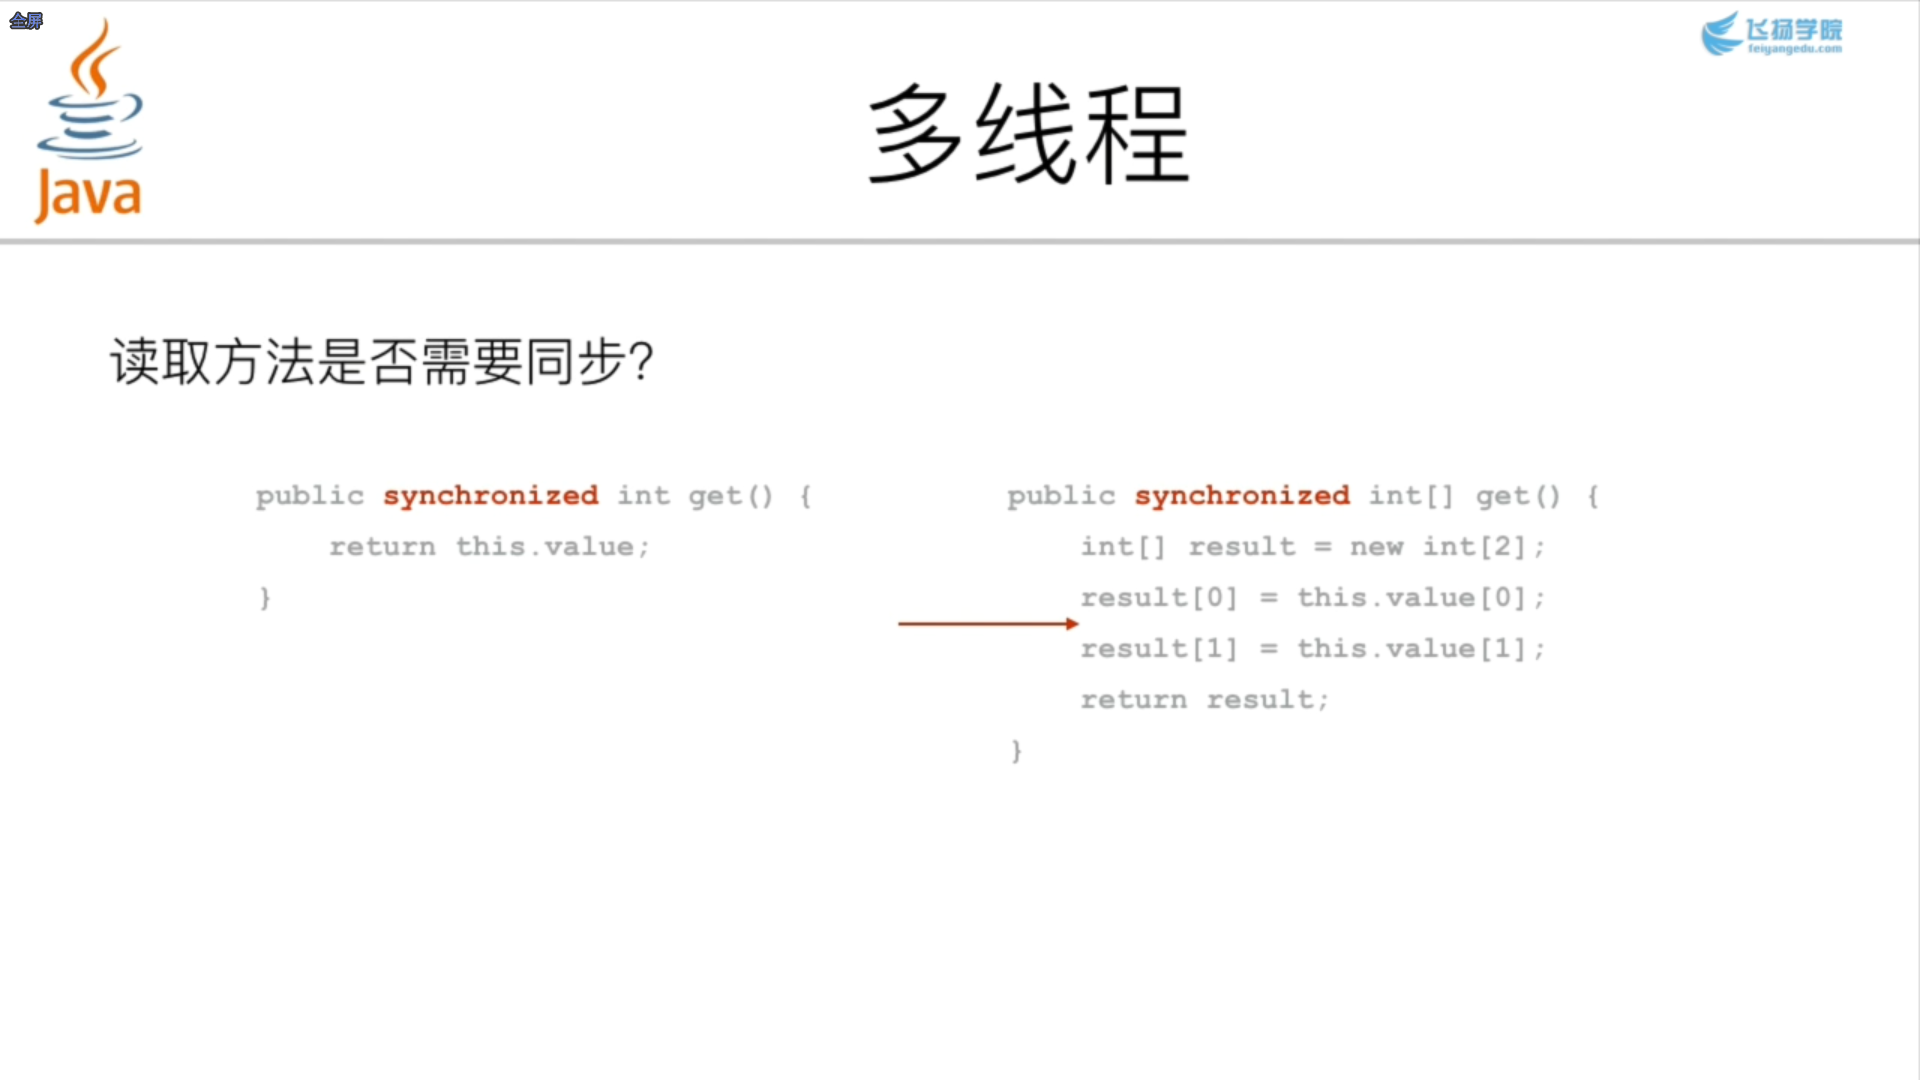 全屏
Java
飞扬学院
feiyangedu.com
多线程
读取方法是否需要同步?
public synchronized int get() {
    return this.value;
}
public synchronized int[] get() {
    int[] result = new int[2];
    result[0] = this.value[0];
    result[1] = this.value[1];
    return result;
}